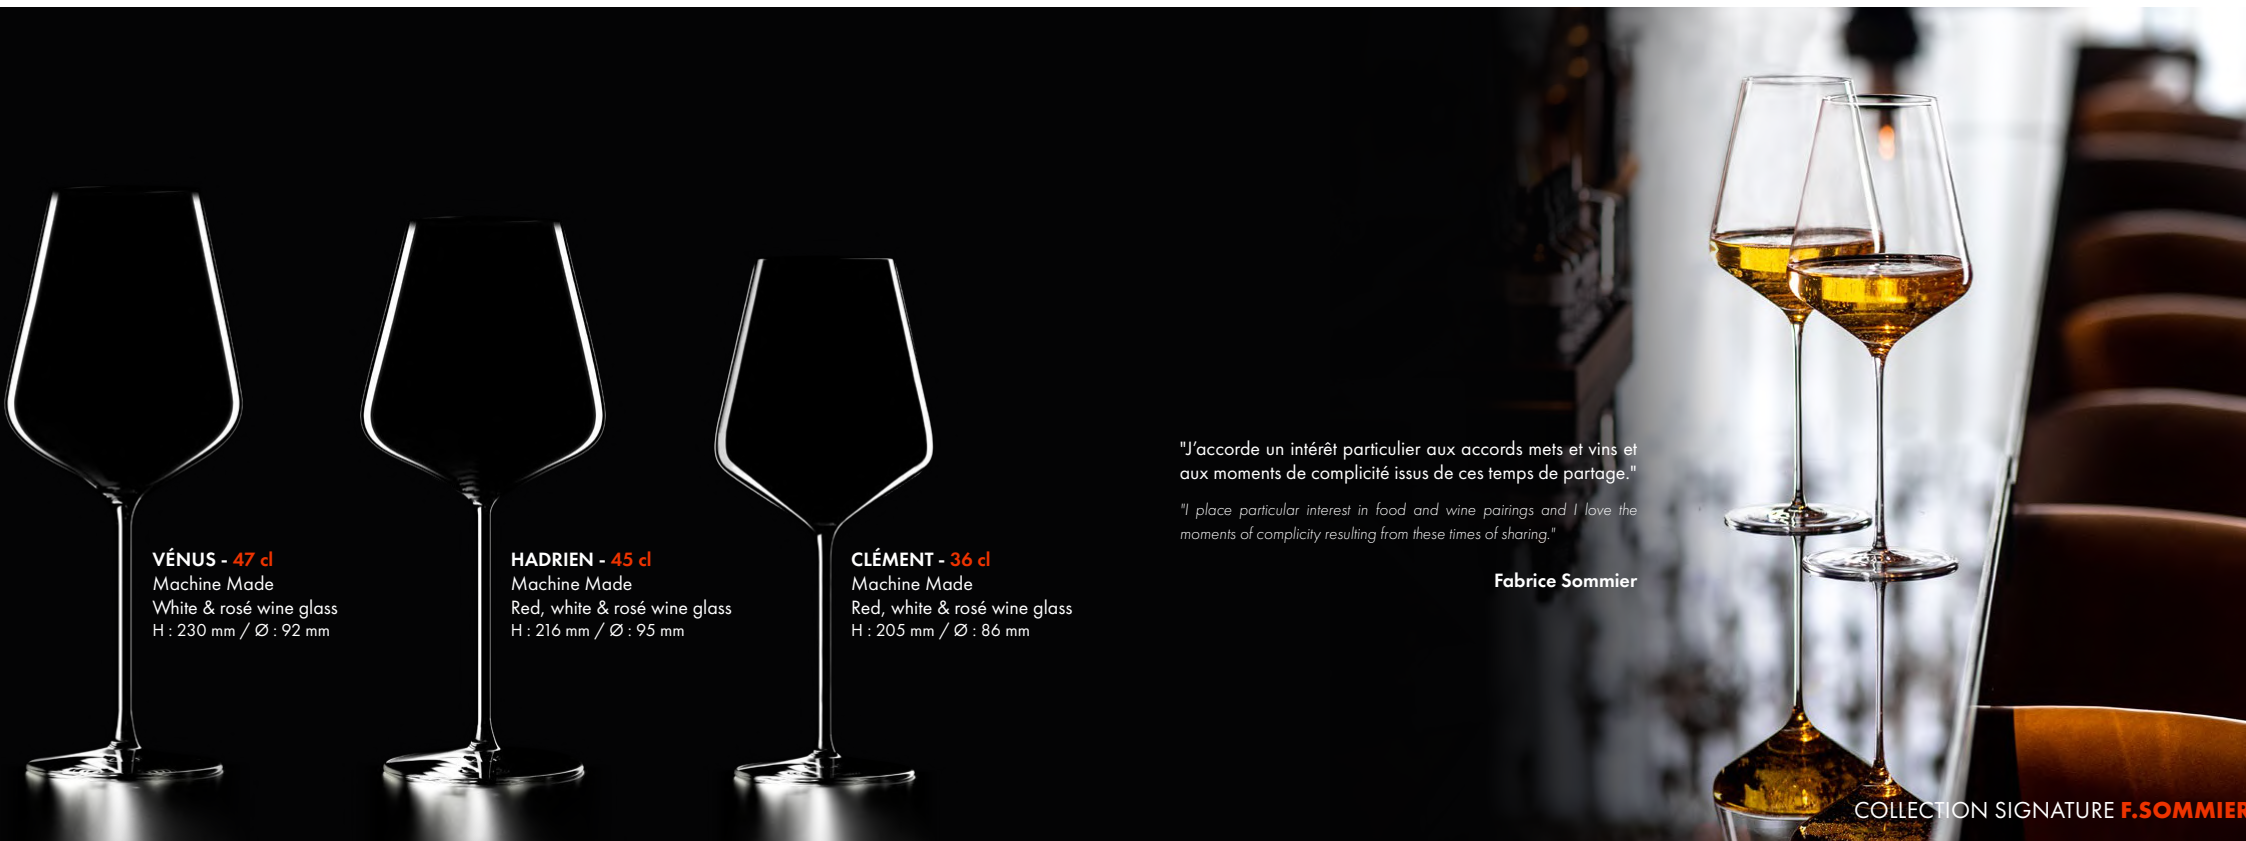 VÉNUS - 47 cl
Machine Made
White & rosé wine glass
H : 230 mm / Ø : 92 mm
HADRIEN - 45 cl
Machine Made
Red, white & rosé wine glass
H : 216 mm / Ø : 95 mm
CLÉMENT - 36 cl
Machine Made
Red, white & rosé wine glass
H : 205 mm / Ø : 86 mm
"J’accorde un intérêt particulier aux accords mets et vins et
aux moments de complicité issus de ces temps de partage."
"I place particular interest in food and wine pairings and I love the
moments of complicity resulting from these times of sharing."
Fabrice Sommier
COLLECTION SIGNATURE F.SOMMIER